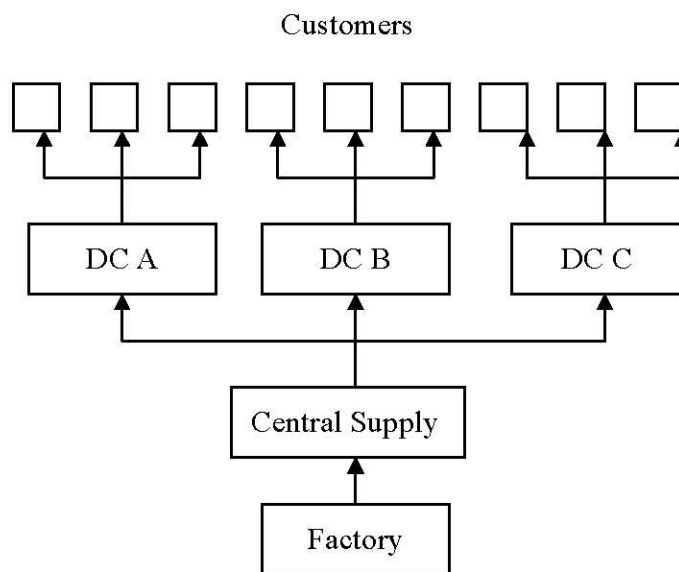 Customers
DC A
DC B
DC C
Central Supply
Factory